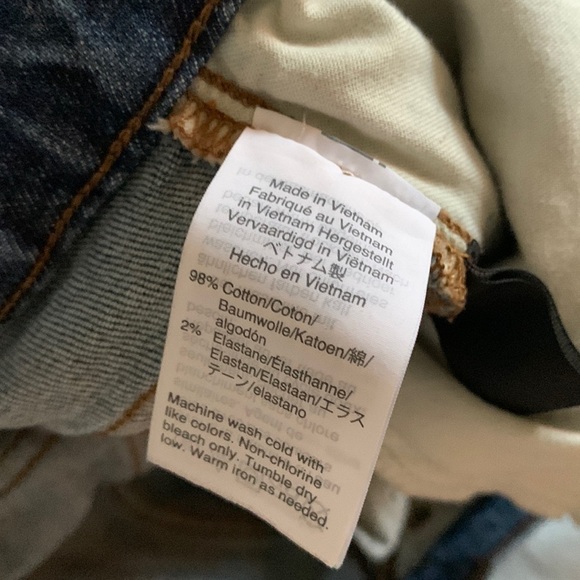 Made in Vietnam
Fabriqué au Vietnam
in Vietnam Hergestellt
Vervaardigd in Viëtnam
ベトナム製
Hecho en Vietnam
98% Cotton/Coton/
Baumwolle/Katoen/綿/
algodón
2% Elastane/Élasthanne/
Elastan/Elastaan/エラス
テーン/elastano
Machine wash cold with
like colors. Non-chlorine
bleach only. Tumble dry
low. Warm iron as needed.